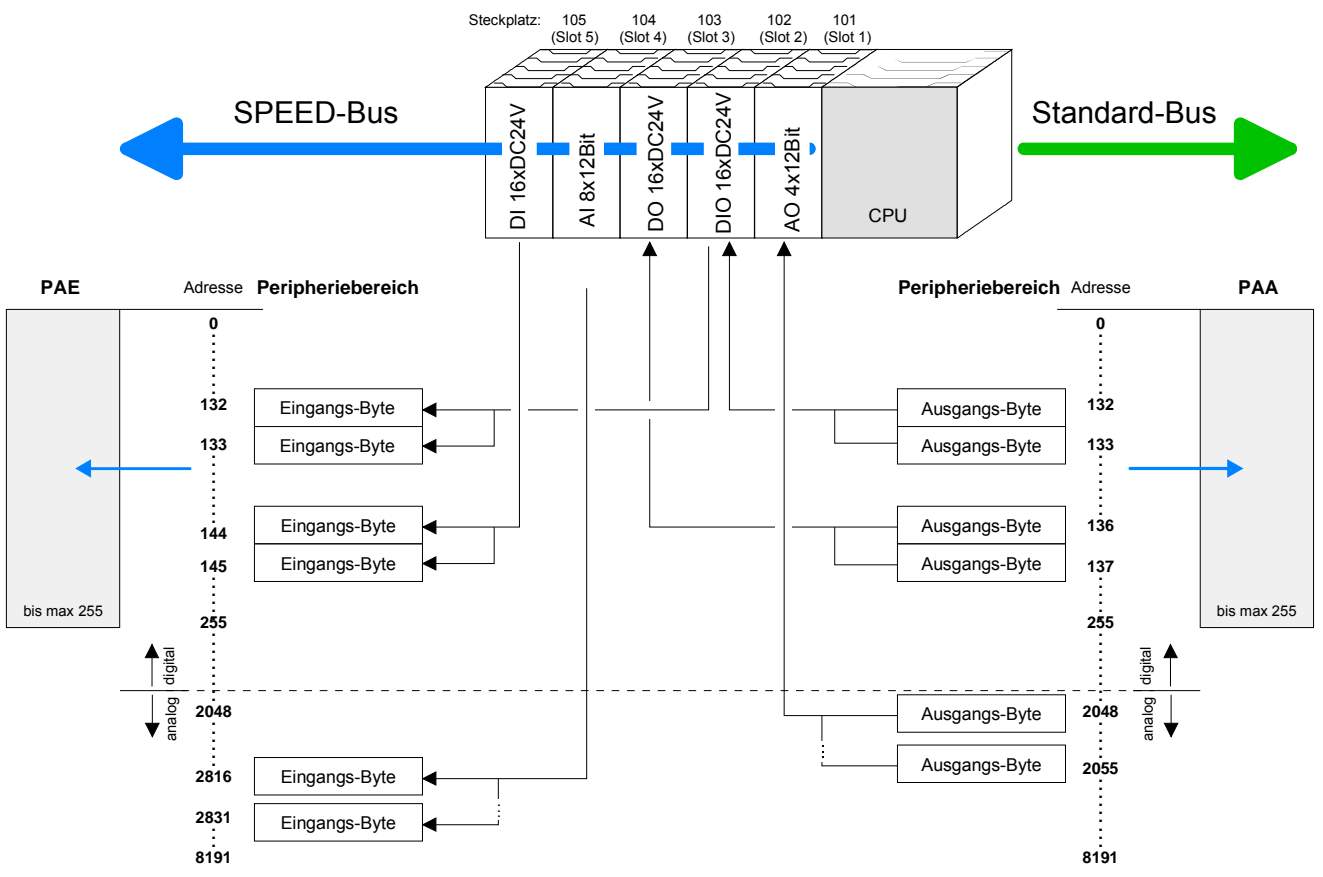 Steckplatz: 105 104 103 102 101
(Slot 5) (Slot 4) (Slot 3) (Slot 2) (Slot 1)
SPEED-Bus
Standard-Bus
DI 16xDC24V
AI 8x12Bit
DO 16xDC24V
DIO 16xDC24V
AO 4x12Bit
CPU
PAE Adresse Peripheriebereich
Peripheriebereich Adresse PAA
0
132 Eingangs-Byte
133 Eingangs-Byte
144 Eingangs-Byte
145 Eingangs-Byte
bis max 255
255
digital
analog
2048
2816 Eingangs-Byte
2831 Eingangs-Byte
8191
0
Ausgangs-Byte 132
Ausgangs-Byte 133
Ausgangs-Byte 136
Ausgangs-Byte 137
bis max 255
255
digital
analog
Ausgangs-Byte 2048
Ausgangs-Byte 2055
8191